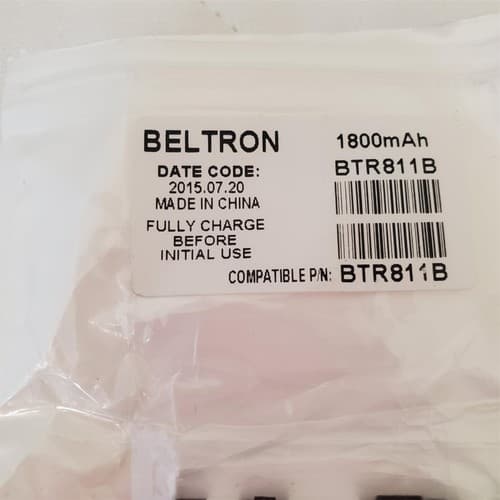 BELTRON
DATE CODE:
2015.07.20
MADE IN CHINA
FULLY CHARGE
BEFORE
INITIAL USE
1800mAh
BTR811B
COMPATIBLE P/N: BTR811B